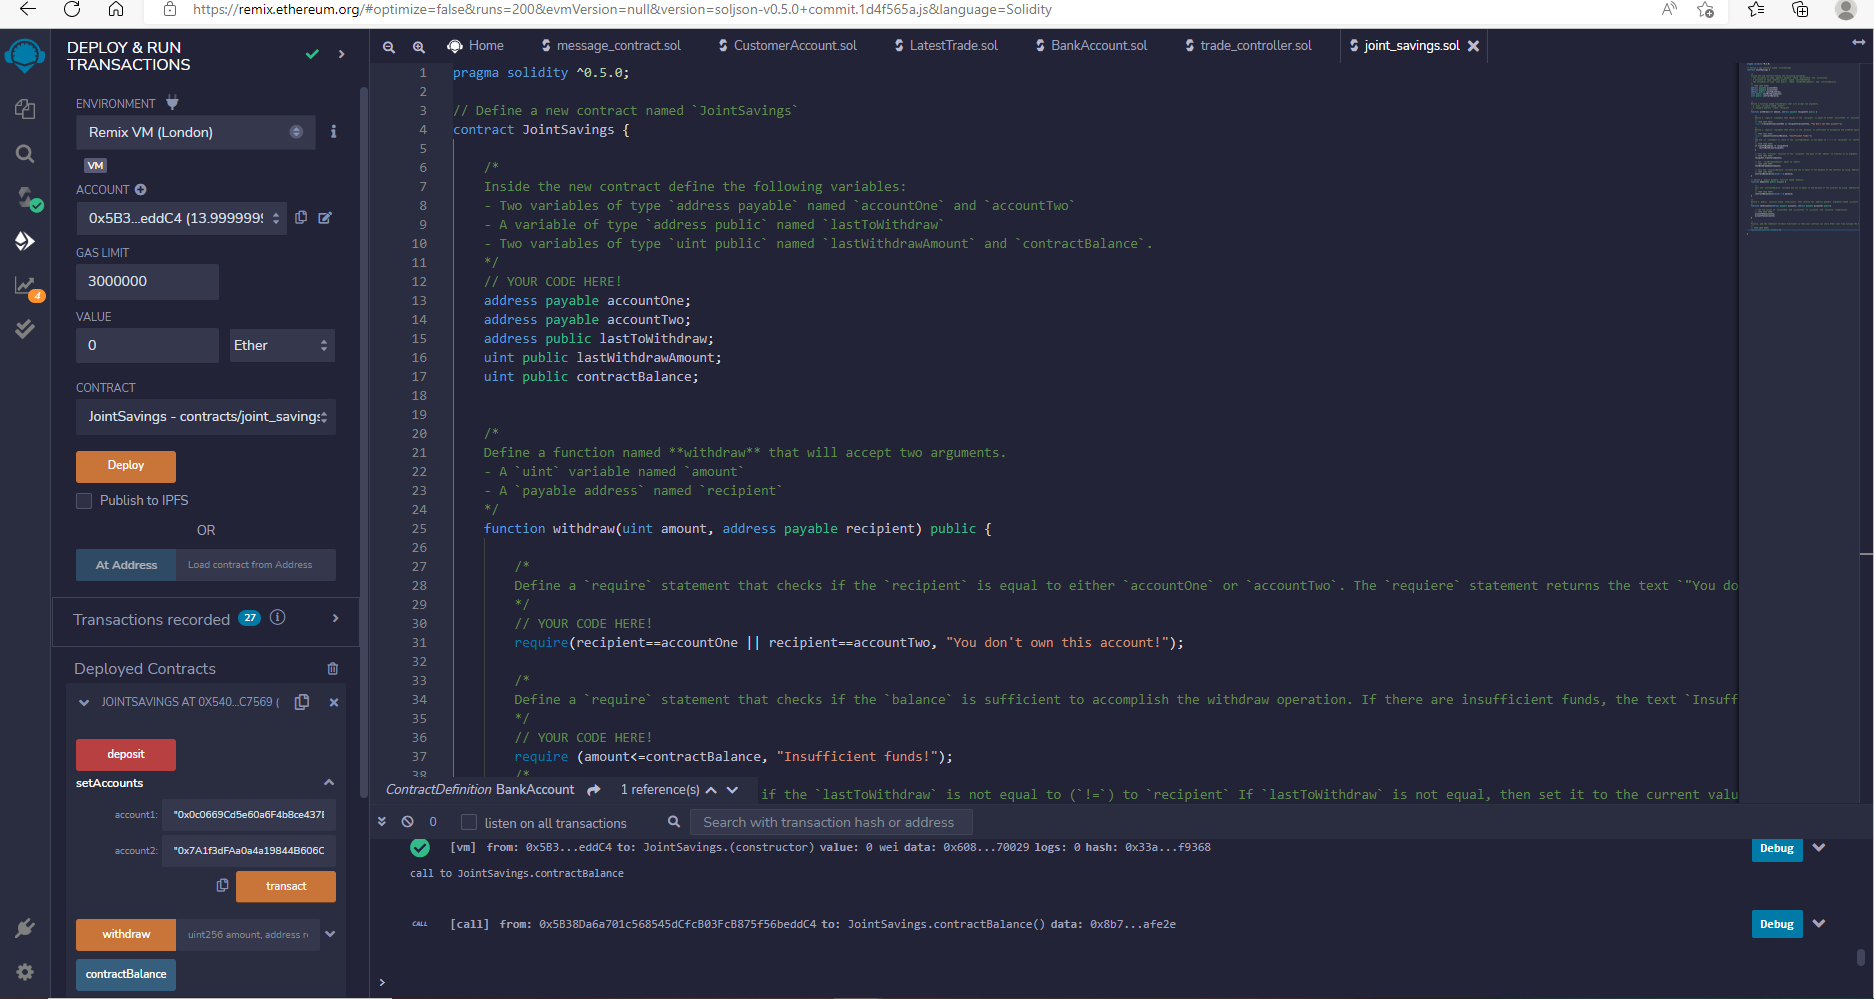 https://remix.ethereum.org/#optimize=false&runs=200&evmVersion=null&version=soljson-v0.5.0+commit.1d4f565a.js&language=Solidity
DEPLOY & RUN
TRANSACTIONS
ENVIRONMENT
Remix VM (London)
VM
ACCOUNT
0x5B3...eddC4 (13.9999999
GAS LIMIT
3000000
VALUE
0
Ether
CONTRACT
JointSavings - contracts/joint_savings
Deploy
Publish to IPFS
OR
At Address
Load contract from Address
Transactions recorded 27
Deployed Contracts
JOINTSAVINGS AT 0X540...C7569 (
deposit
setAccounts
account1: "0x0c0669Cd5e60a6F4b8ce437E
account2: "0x7A1f3dFAa0a4a19844B606C
transact
withdraw
uint256 amount, address r
contractBalance
4
Home
message_contract.sol
CustomerAccount.sol
LatestTrade.sol
BankAccount.sol
trade_controller.sol
joint_savings.sol
1 pragma solidity ^0.5.0;
2
3 // Define a new contract named `JointSavings`
4 contract JointSavings {
5
6 /*
7 Inside the new contract define the following variables:
8 - Two variables of type `address payable` named `accountOne` and `accountTwo`
9 - A variable of type `address public` named `lastToWithdraw`
10 - Two variables of type `uint public` named `lastWithdrawAmount` and `contractBalance`.
11 */
12 // YOUR CODE HERE!
13 address payable accountOne;
14 address payable accountTwo;
15 address public lastToWithdraw;
16 uint public lastWithdrawAmount;
17 uint public contractBalance;
18
19
20 /*
21 Define a function named **withdraw** that will accept two arguments.
22 - A `uint` variable named `amount`
23 - A `payable address` named `recipient`
24 */
25 function withdraw(uint amount, address payable recipient) public {
26
27 /*
28 Define a `require` statement that checks if the `recipient` is equal to either `accountOne` or `accountTwo`. The `requiere` statement returns the text `"You do
29 */
30 // YOUR CODE HERE!
31 require(recipient==accountOne || recipient==accountTwo, "You don't own this account!");
32
33 /*
34 Define a `require` statement that checks if the `balance` is sufficient to accomplish the withdraw operation. If there are insufficient funds, the text `Insuff
35 */
36 // YOUR CODE HERE!
37 require (amount<=contractBalance, "Insufficient funds!");
38 /*
ContractDefinition BankAccount 1 reference(s)
if the `lastToWithdraw` is not equal to (`!=`) to `recipient` If `lastToWithdraw` is not equal, then set it to the current valu
0 listen on all transactions
Search with transaction hash or address
[vm] from: 0x5B3...eddC4 to: JointSavings.(constructor) value: 0 wei data: 0x608...70029 logs: 0 hash: 0x33a...f9368
Debug
call to JointSavings.contractBalance
CALL [call] from: 0x5B38Da6a701c568545dCfcB03FcB875f56beddC4 to: JointSavings.contractBalance() data: 0x8b7...afe2e
Debug
>